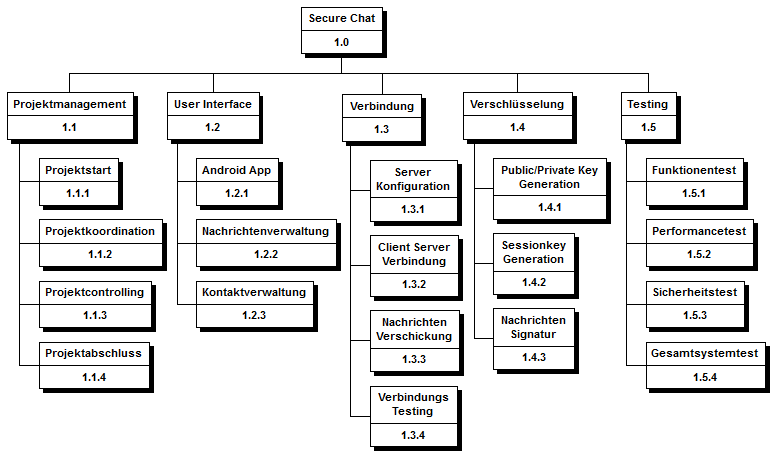 Secure Chat
1.0
Projektmanagement
1.1
Projektstart
1.1.1
Projektkoordination
1.1.2
Projektcontrolling
1.1.3
Projektabschluss
1.1.4
User Interface
1.2
Android App
1.2.1
Nachrichtenverwaltung
1.2.2
Kontaktverwaltung
1.2.3
Verbindung
1.3
Server
Konfiguration
1.3.1
Client Server
Verbindung
1.3.2
Nachrichten
Verschickung
1.3.3
Verbindungs
Testing
1.3.4
Verschlüsselung
1.4
Public/Private Key
Generation
1.4.1
Sessionkey
Generation
1.4.2
Nachrichten
Signatur
1.4.3
Testing
1.5
Funktionentest
1.5.1
Performancetest
1.5.2
Sicherheitstest
1.5.3
Gesamtsystemtest
1.5.4